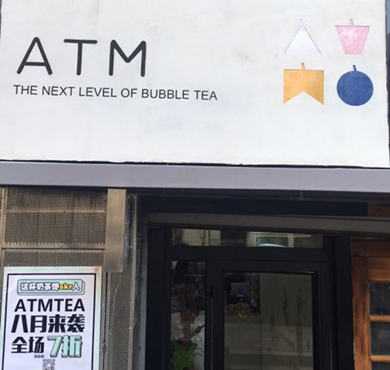 ATM
THE NEXT LEVEL OF BUBBLE TEA
ATMTEA
八月来袭
全场7折